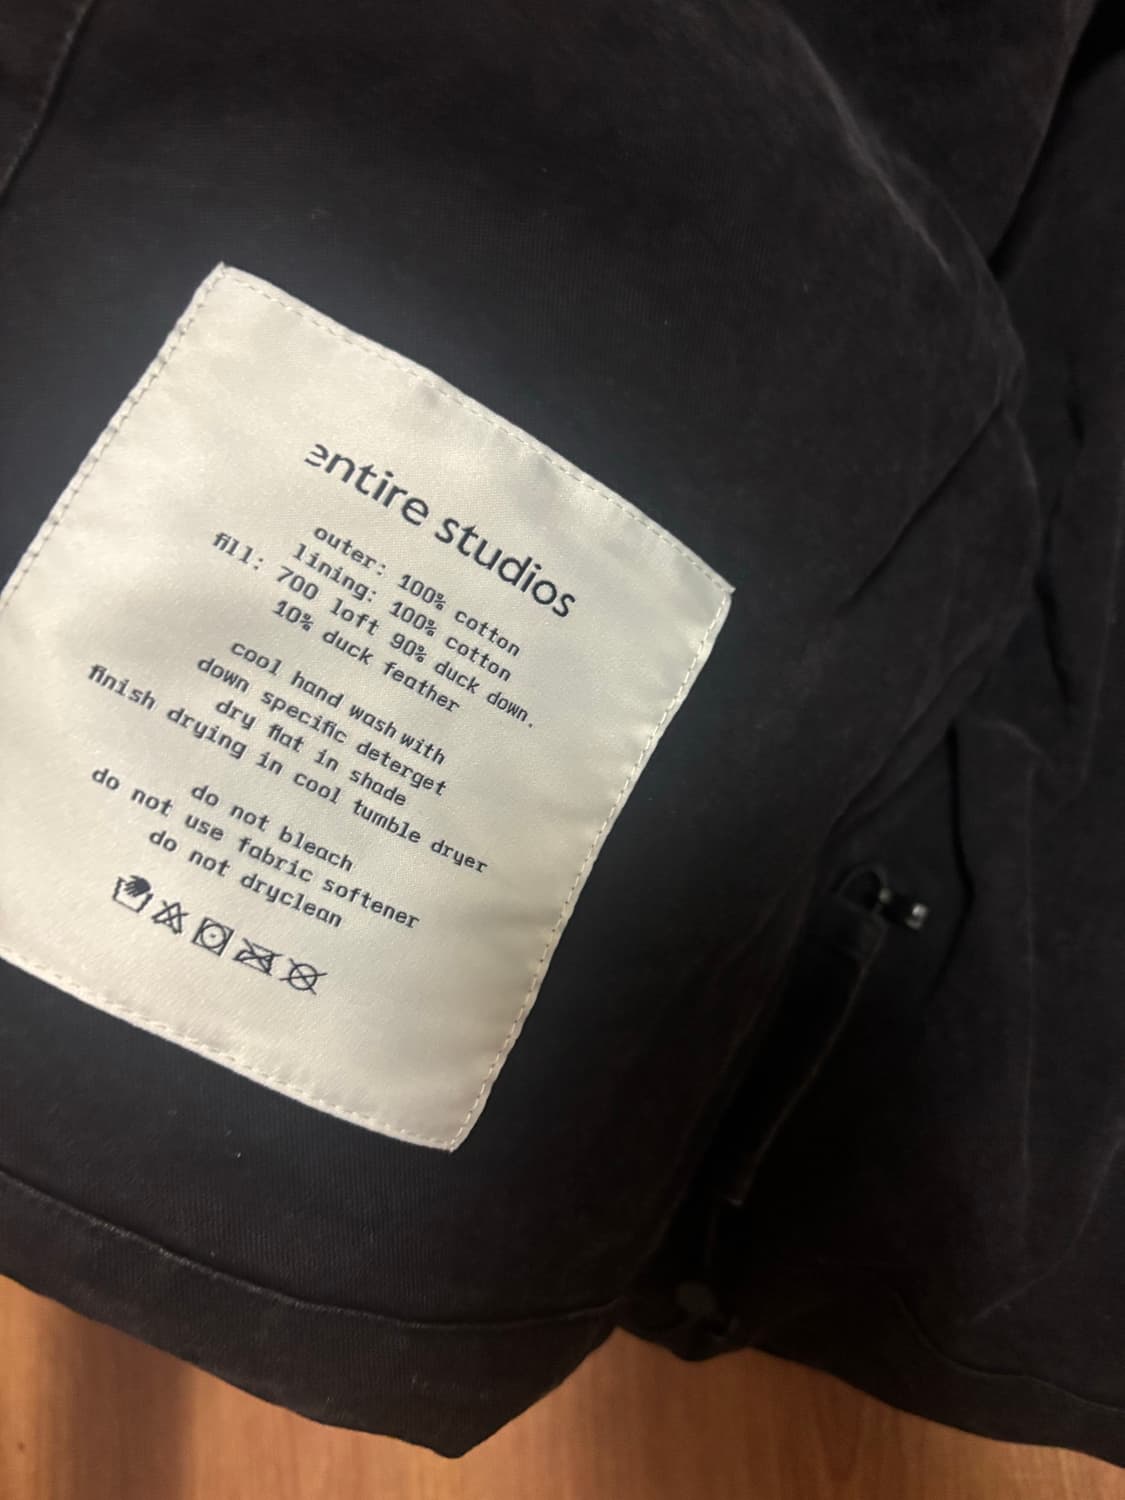 entire studios
outer: 100% cotton
lining: 100% cotton
fill: 700 loft 90% duck down.
10% duck feather
cool hand wash with
down specific deterget
dry flat in shade
finish drying in cool tumble dryer
do not bleach
do not use fabric softener
do not dryclean